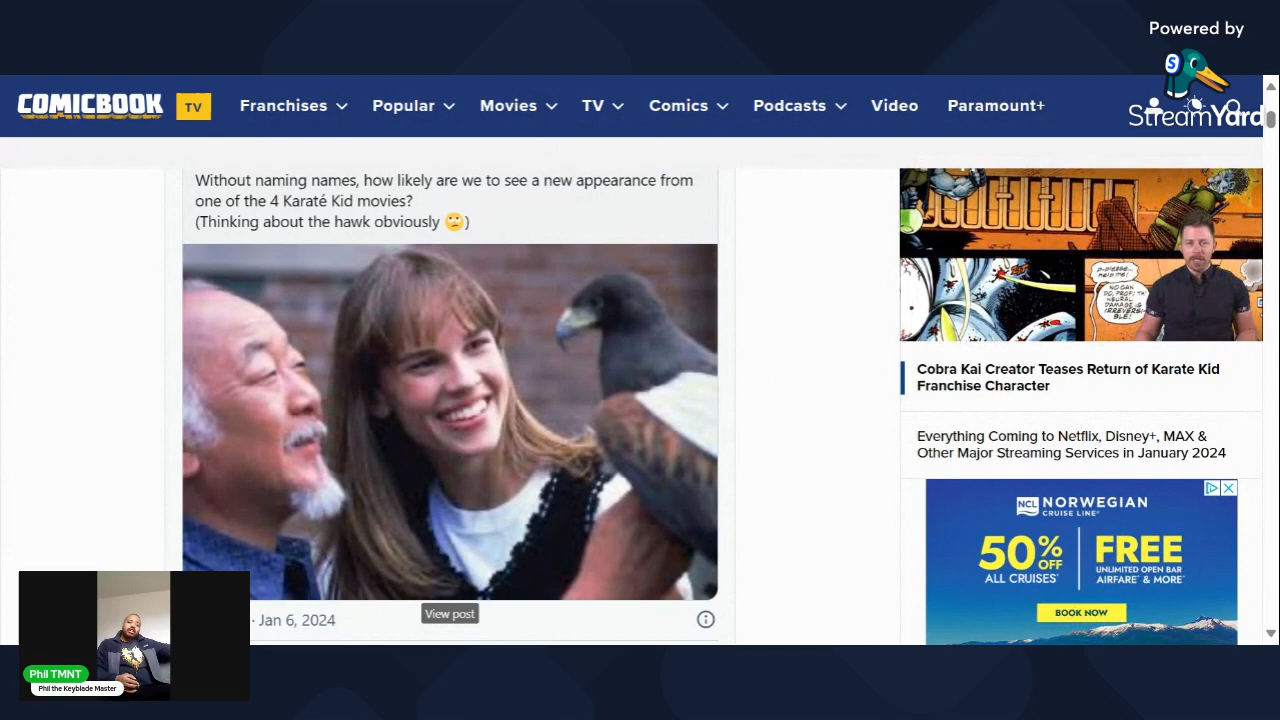 Powered by
StreamYard
COMICBOOK TV Franchises Popular Movies TV Comics Podcasts Video Paramount+
Without naming names, how likely are we to see a new appearance from
one of the 4 Karaté Kid movies?
(Thinking about the hawk obviously 🙄)
View post
· Jan 6, 2024
NO GAN
Cobra Kai Creator Teases Return of Karate Kid
Franchise Character
Everything Coming to Netflix, Disney+, MAX &
Other Major Streaming Services in January 2024
NCL NORWEGIAN
CRUISE LINE®
50% OFF
ALL CRUISES*
FREE
UNLIMITED OPEN BAR
AIRFARE* & MORE*
BOOK NOW
Phil TMNT
Phil the Keyblade Master